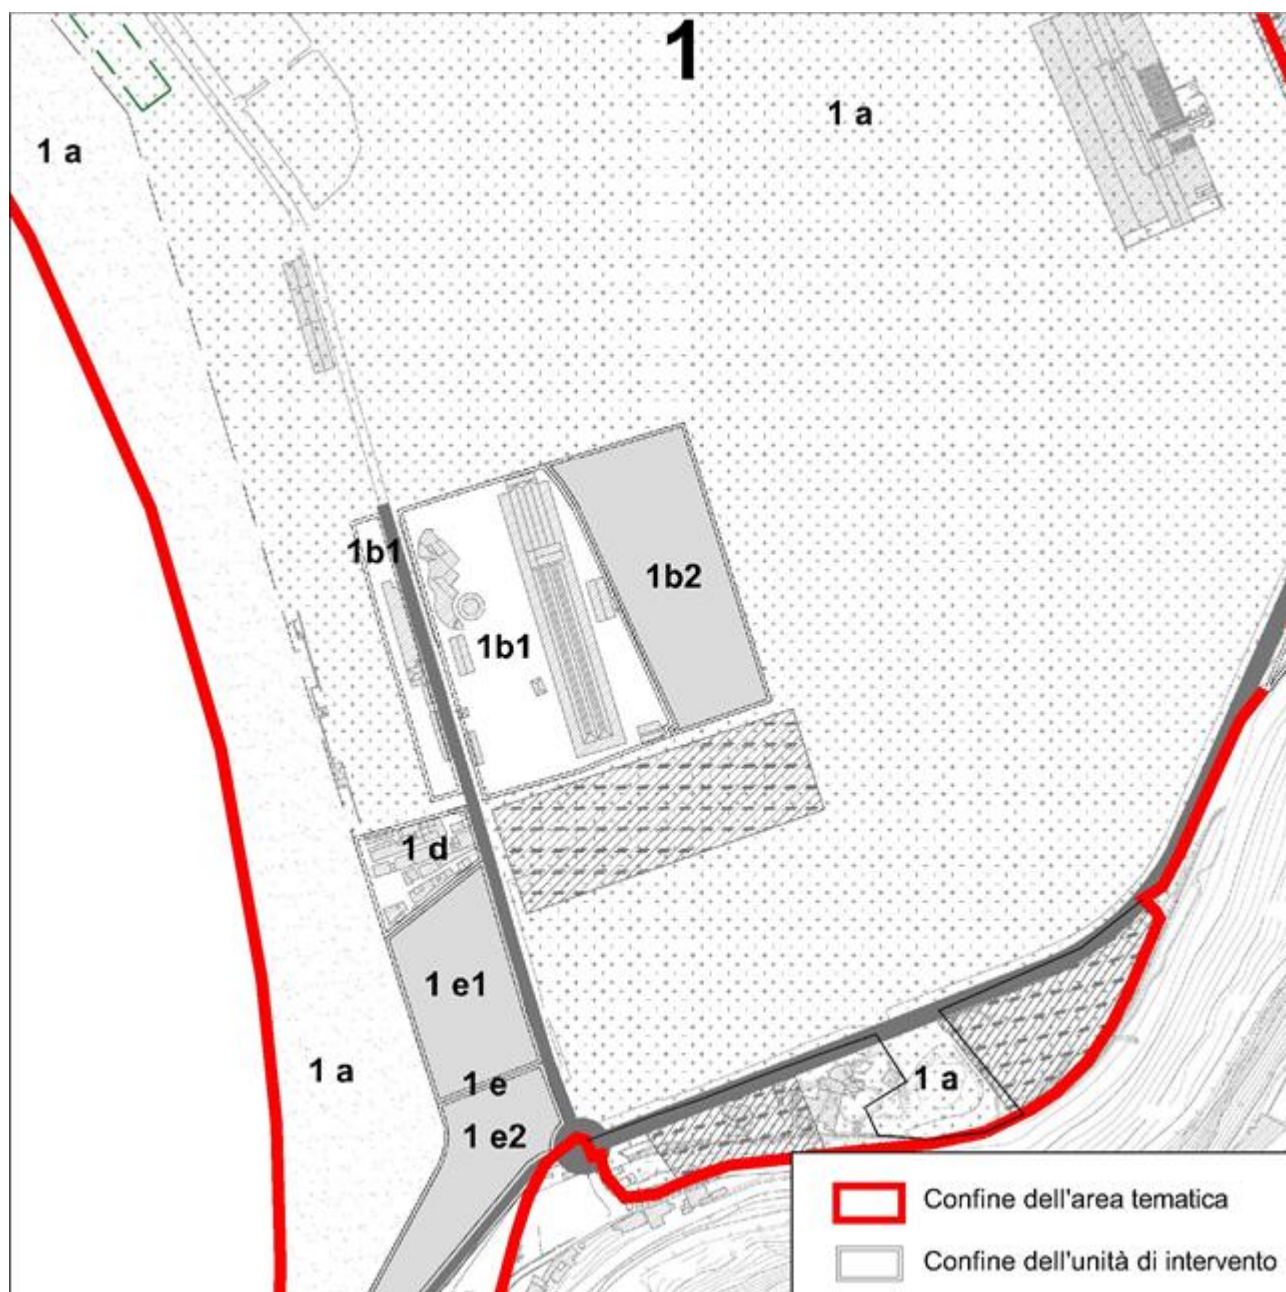 1
1 a
1 a
1b1
1b2
1b1
1 d
1 e1
1 a
1 e
1 a
1 e2
Confine dell'area tematica
Confine dell'unità di intervento